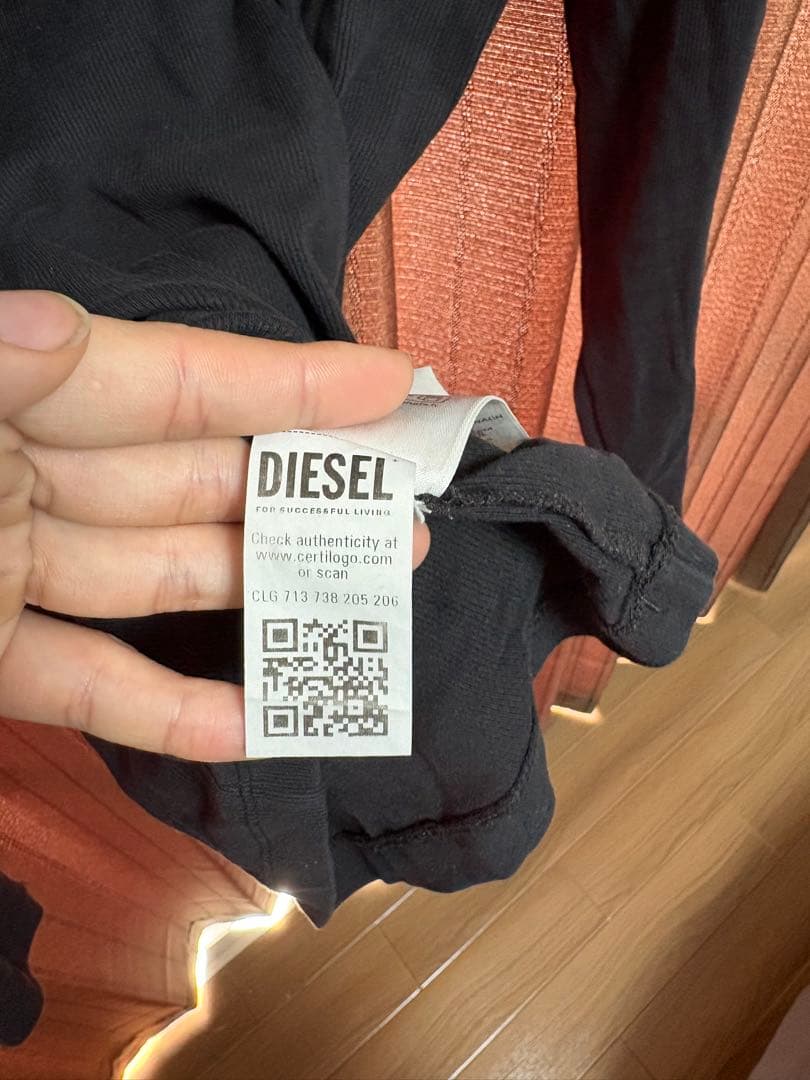 DIESEL
FOR SUCCESSFUL LIVING
Check authenticity at
www.certilogo.com
or scan
CLG 713 738 205 206